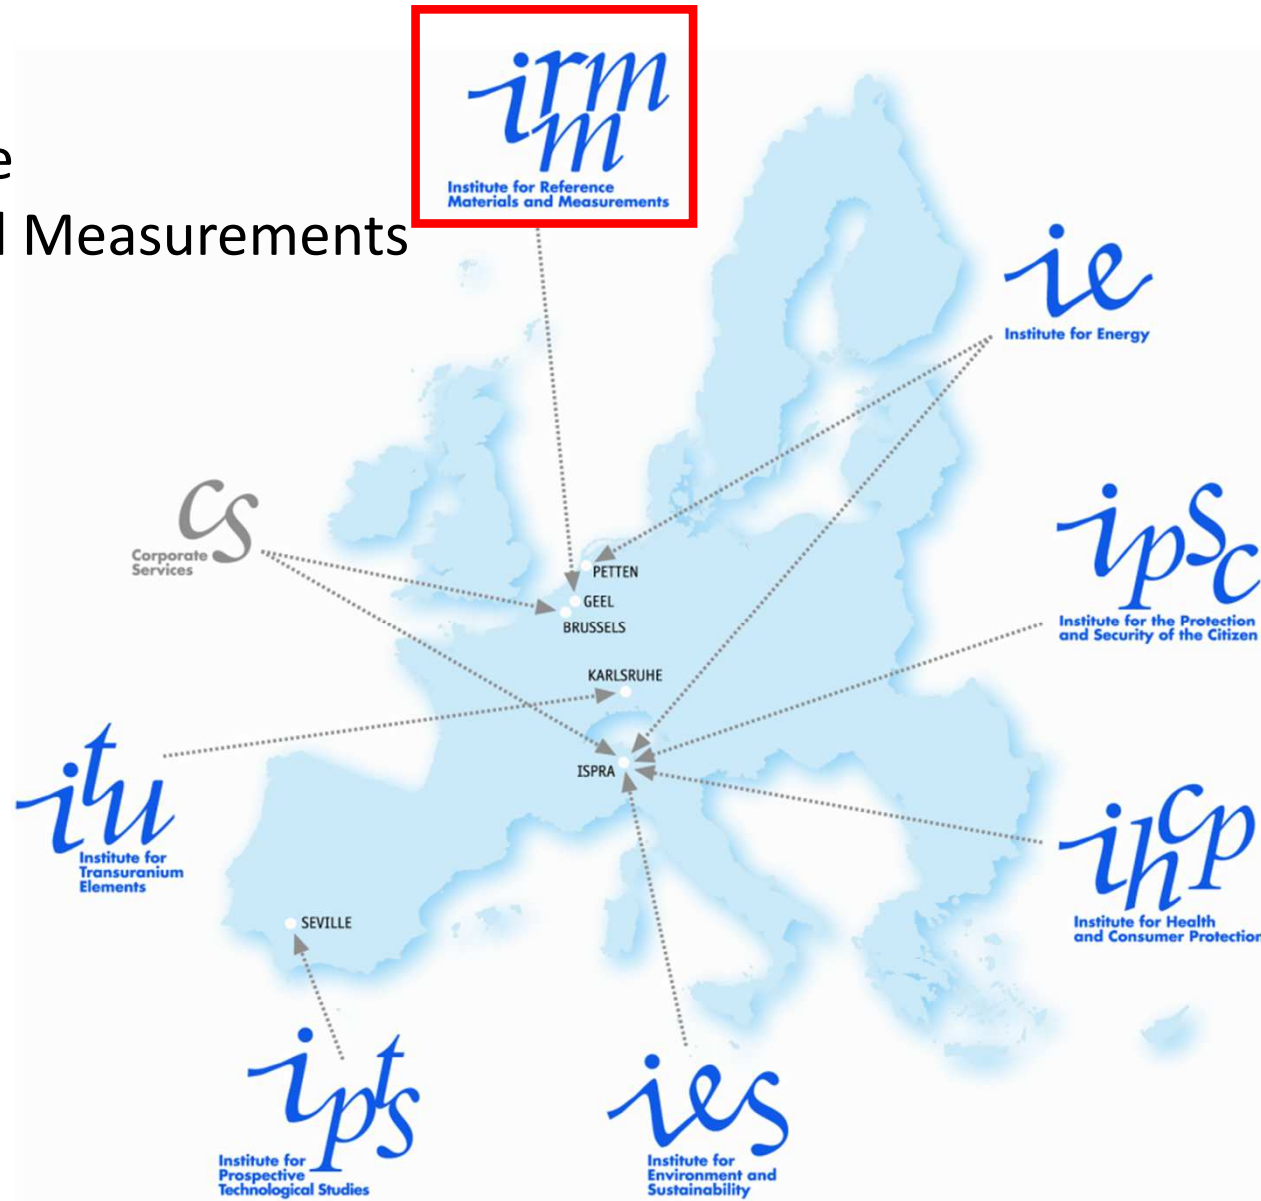 irm
m
Institute for Reference
Materials and Measurements
Measurements
ie
Institute for Energy
cs
Corporate
Services
ipsc
Institute for the Protection
and Security of the Citizen
PETTEN
GEEL
BRUSSELS
KARLSRUHE
ISPRA
itu
Institute for
Transuranium
Elements
ihcp
Institute for Health
and Consumer Protection
SEVILLE
ipts
Institute for
Prospective
Technological Studies
ies
Institute for
Environment and
Sustainability